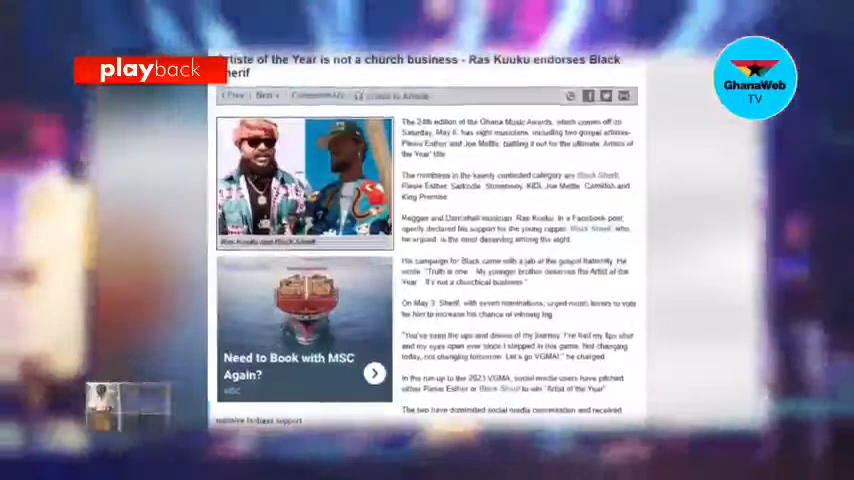 playback
GhanaWeb
TV
Artiste of the Year is not a church business - Ras Kuuku endorses Black
Sherif
Prev
Next
Comments
Listen to Article
The 24th edition of the Ghana Music Awards, which comes off on
Saturday, May 6, has eight musicians, including two gospel artistes-
Piesie Esther and Joe Mettle, battling it out for the ultimate 'Artiste of
the Year' title.
The nominees in the keenly contested category are Black Sherif,
Piesie Esther, Sarkodie, Stonebwoy, KiDi, Joe Mettle, Camidoh and
King Promise.
Reggae and Dancehall musician, Ras Kuuku, in a Facebook post,
openly declared his support for the young rapper, Black Sherif, who,
he argued, is the most deserving among the eight.
His campaign for Black came with a jab at the gospel fraternity. He
wrote: "Truth is one. My younger brother deserves the Artist of the
Year. It's not a churchical business."
On May 3, Sherif, with seven nominations, urged music lovers to vote
for him to increase his chance of winning big.
"You've seen the ups and downs of my journey. I've had my lips shut
and my eyes open ever since I stepped in this game. Not changing
today, not changing tomorrow. Let's go VGMA!" he charged.
In the run-up to the 2023 VGMA, social media users have pitched
either Piesie Esther or Black Sherif to win "Artist of the Year"
The two have dominated social media conversation and received
massive fanbase support
Ras Kuuku and Black Sherif
Need to Book with MSC
Again?
MSC